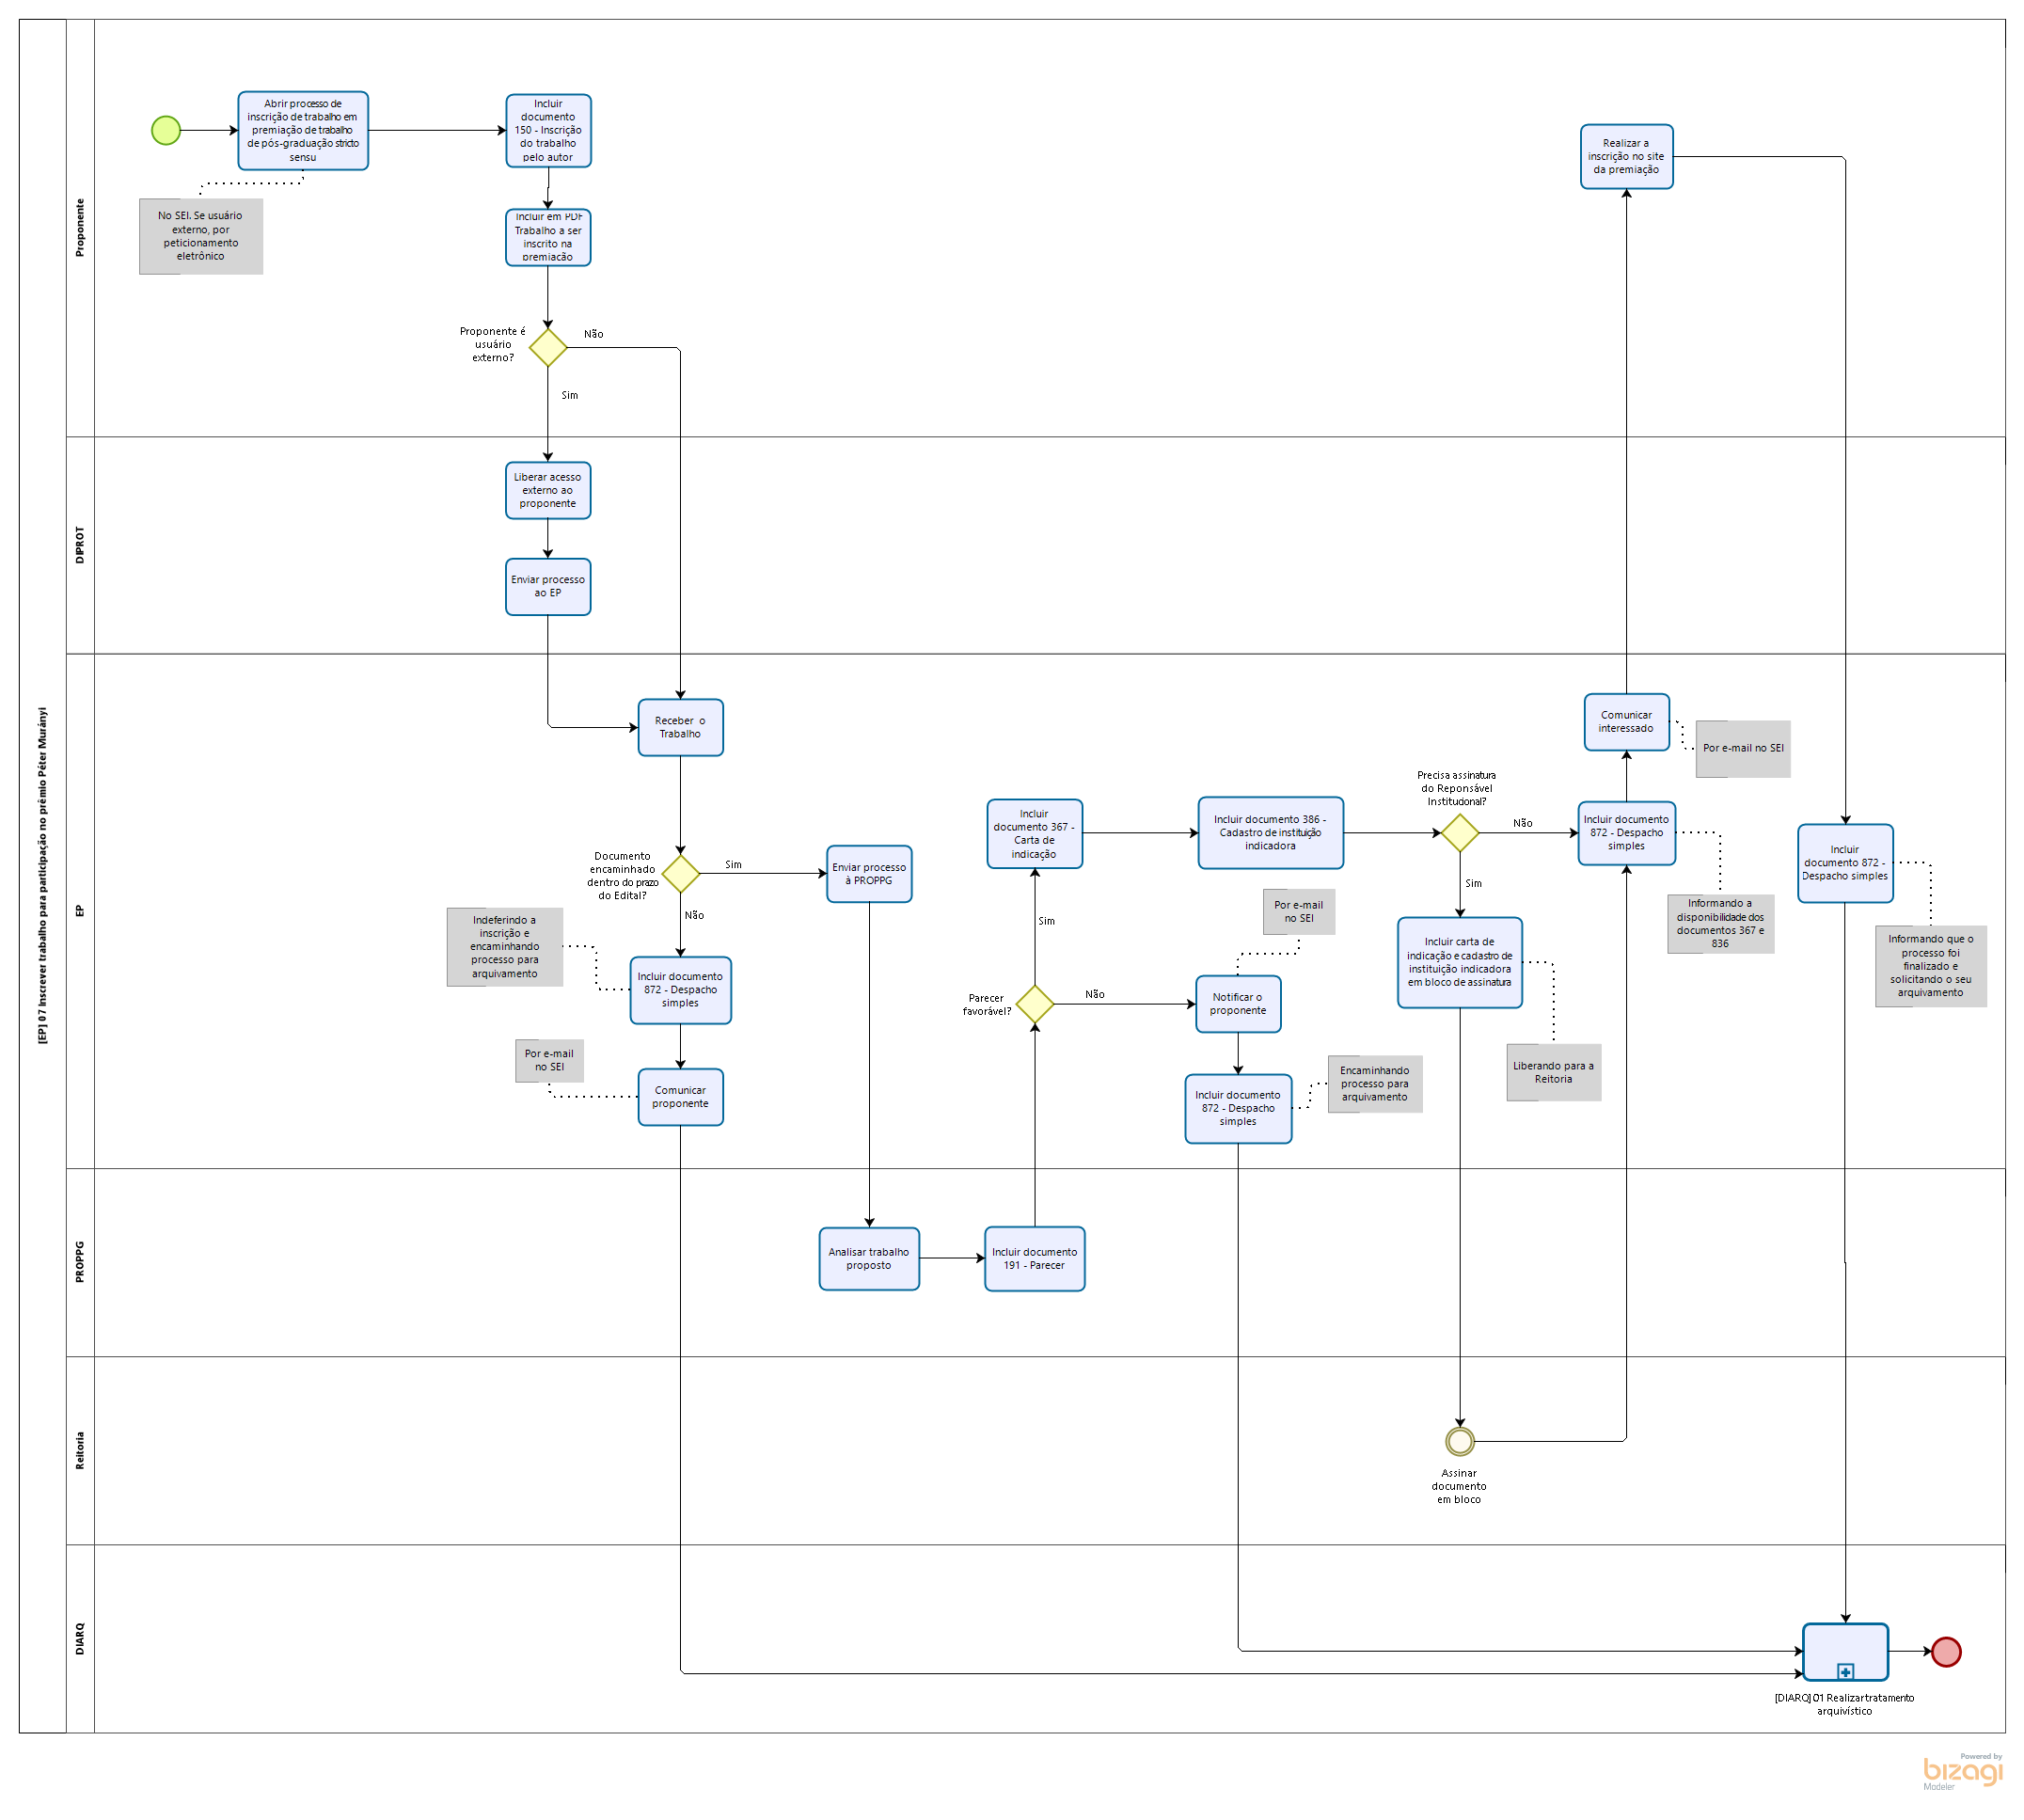 [EP] 07 Inscrever trabalho para participação no prêmio Péter Murányi
Proponente
Abrir processo de
inscrição de trabalho em
premiação de trabalho
de pós-graduação stricto
sensu
No SEI. Se usuário
externo, por
peticionamento
eletrônico
Incluir
documento
150 - Inscrição
do trabalho
pelo autor
Incluir em PDF
Trabalho a ser
inscrito na
premiação
Proponente é
usuário
externo?
Não
Sim
Realizar a
inscrição no site
da premiação
DIPROT
Liberar acesso
externo ao
proponente
Enviar processo
ao EP
EP
Receber o
Trabalho
Documento
encaminhado
dentro do prazo
do Edital?
Sim
Não
Enviar processo
à PROPPG
Indeferindo a
inscrição e
encaminhando
processo para
arquivamento
Incluir documento
872 - Despacho
simples
Por e-mail
no SEI
Comunicar
proponente
Incluir
documento 367 -
Carta de
indicação
Sim
Parecer
favorável?
Não
Incluir documento 386 -
Cadastro de instituição
indicadora
Por e-mail
no SEI
Notificar o
proponente
Incluir documento
872 - Despacho
simples
Encaminhando
processo para
arquivamento
Precisa assinatura
do Reponsável
Institudonal?
Não
Sim
Incluir carta de
indicação e cadastro de
instituição indicadora
em bloco de assinatura
Liberando para a
Reitoria
Comunicar
interessado
Por e-mail no SEI
Incluir documento
872 - Despacho
simples
Informando a
disponibilidade dos
documentos 367 e
836
Incluir
documento 872 -
Despacho simples
Informando que o
processo foi
finalizado e
solicitando o seu
arquivamento
PROPPG
Analisar trabalho
proposto
Incluir documento
191 - Parecer
Reitoria
Assinar
documento
em bloco
DIARQ
[DIARQ] 01 Realizar tratamento
arquivístico
Powered by
bizagi
Modeler